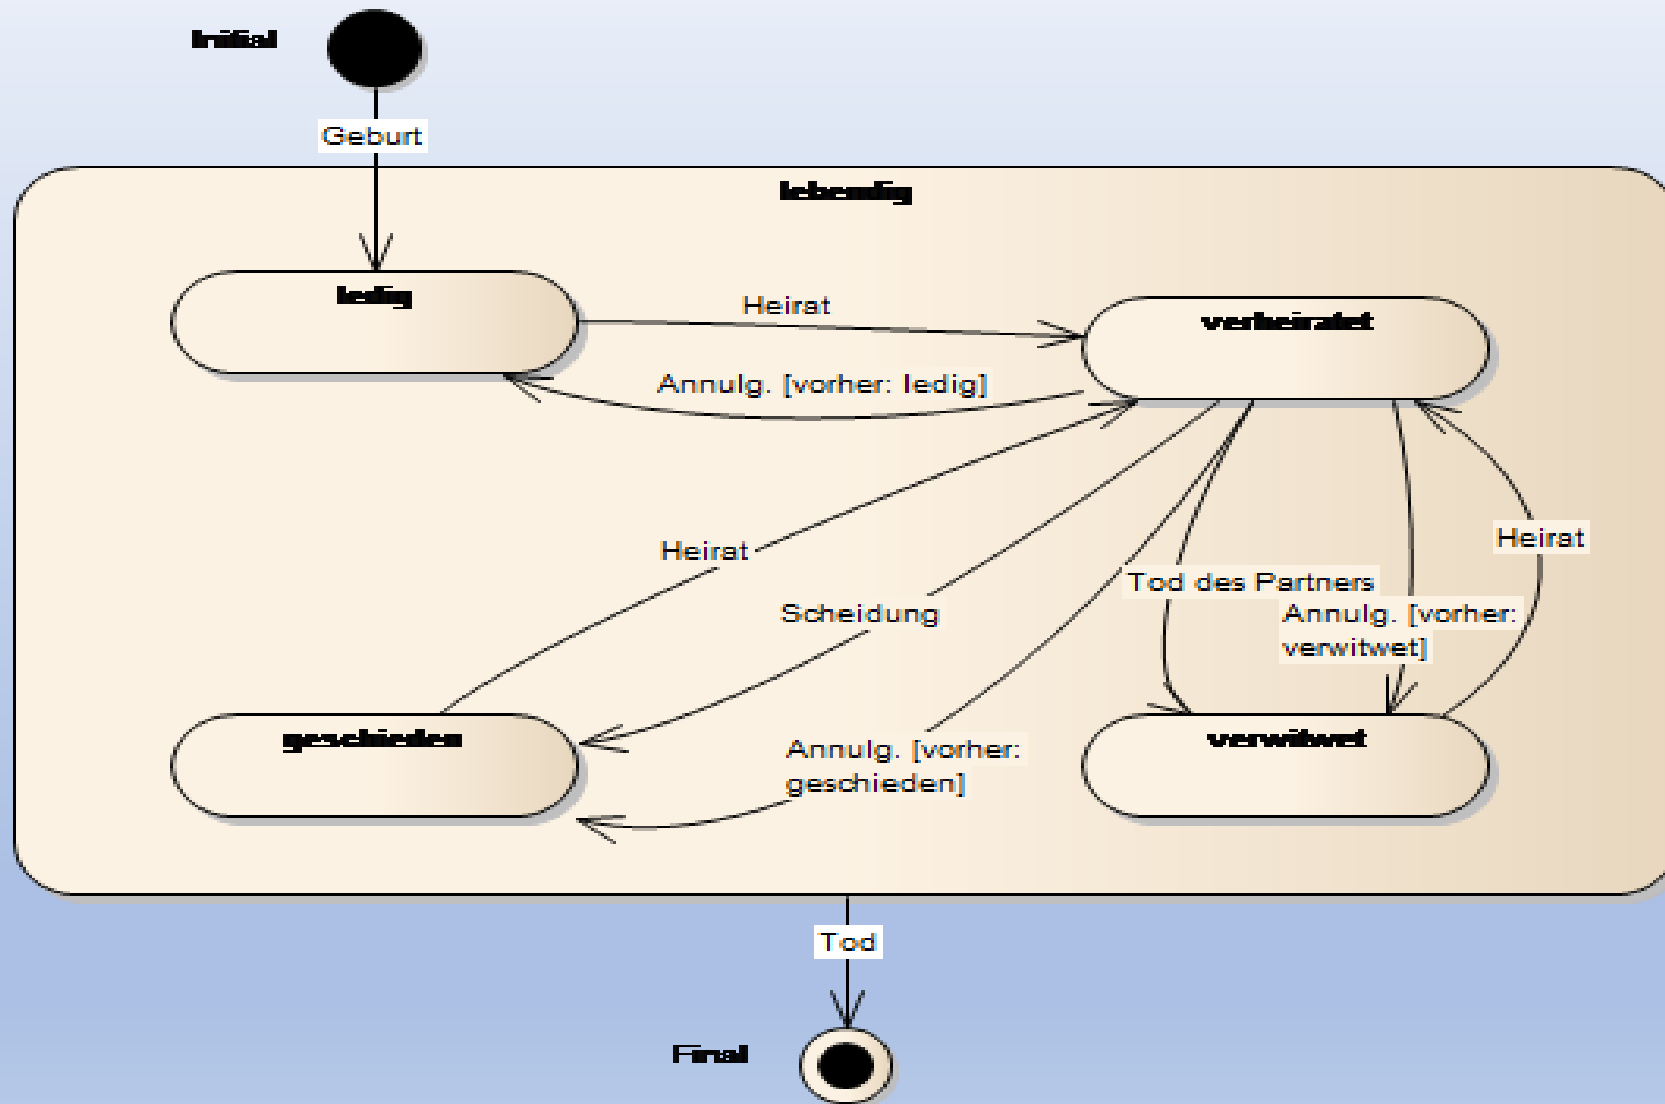 Initial
Geburt
lebendig
ledig
Heirat
verheiratet
Annulg. [vorher: ledig]
Heirat
Heirat
Tod des Partners
Scheidung
Annulg. [vorher:
verwitwet]
geschieden
Annulg. [vorher:
geschieden]
verwitwet
Tod
Final